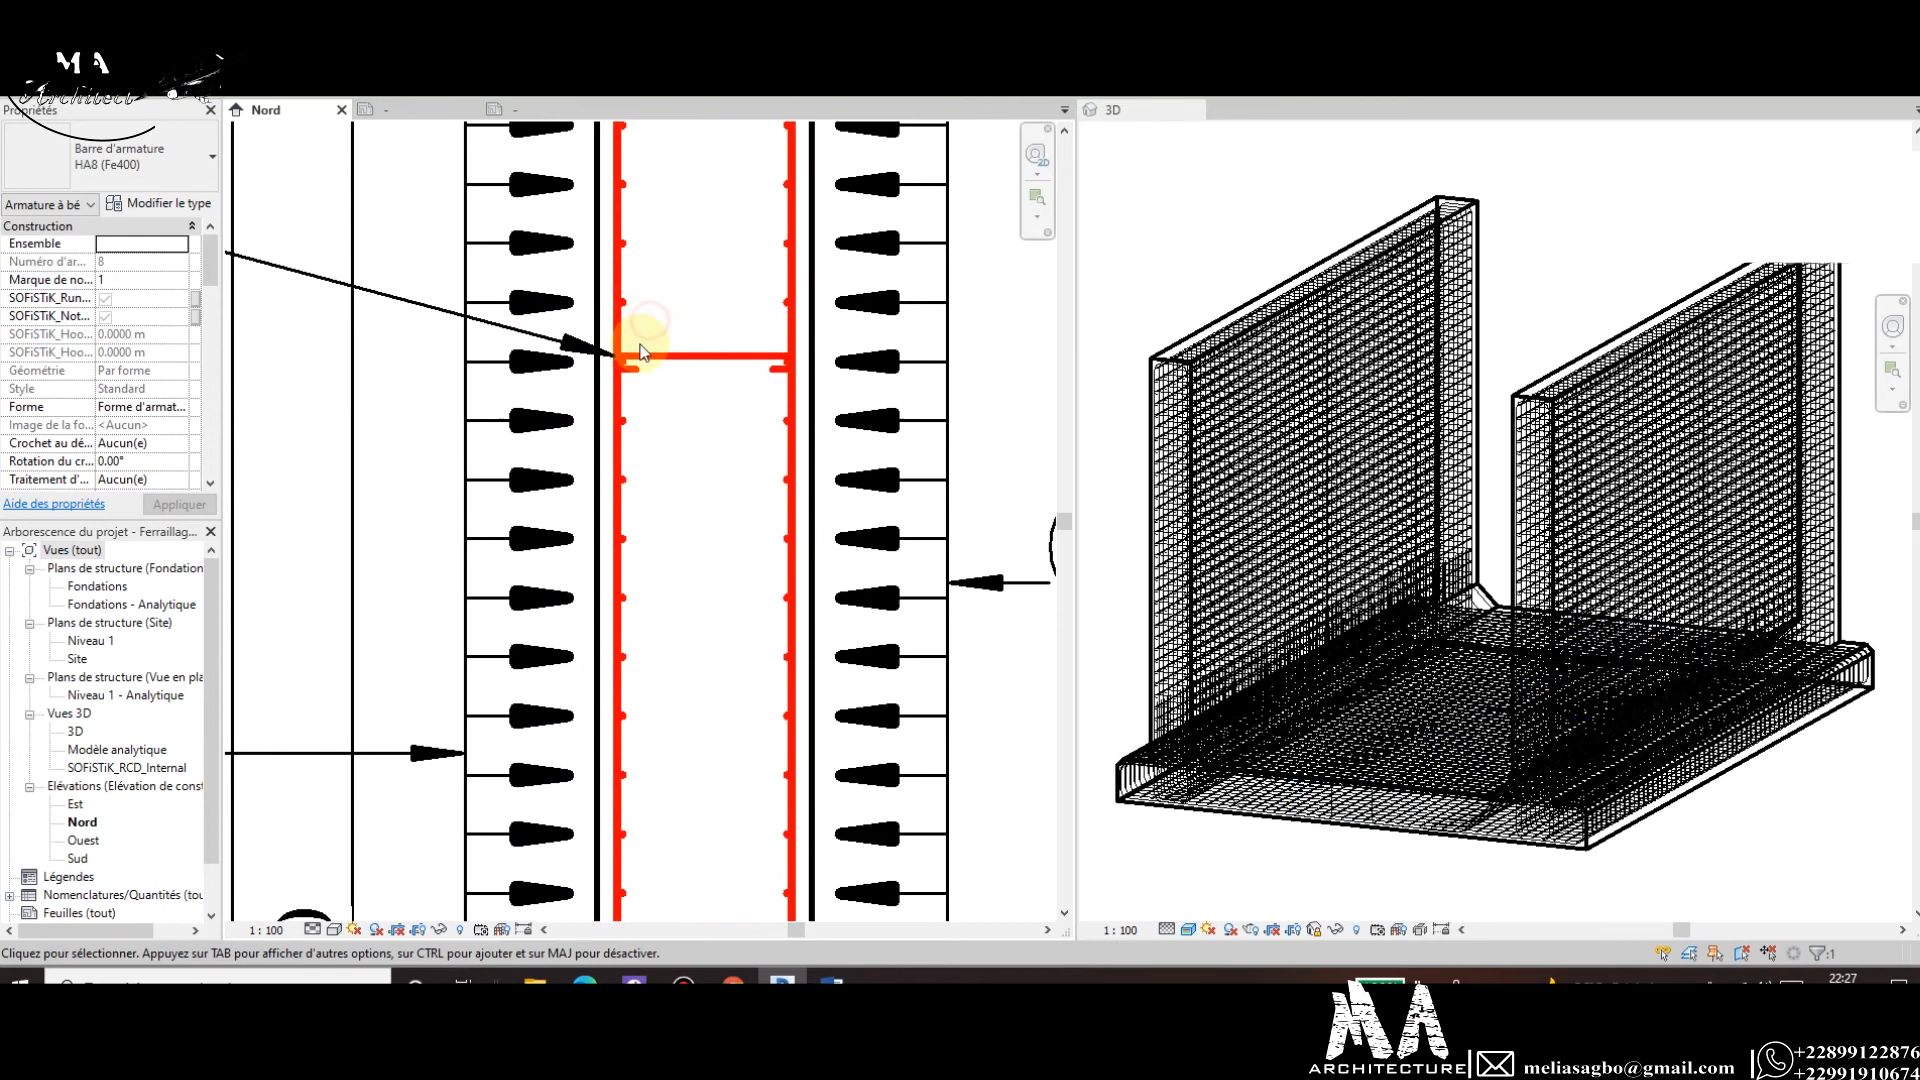 MA
Architect
Propriétés
Barre d'armature
HA8 (Fe400)
Armature à bé
Modifier le type
Construction
Ensemble
Numéro d'ar... 8
Marque de no... 1
SOFiSTiK_Run...
SOFiSTiK_Not...
SOFiSTiK_Hoo... 0.0000 m
SOFiSTiK_Hoo... 0.0000 m
Géométrie Par forme
Style Standard
Forme Forme d'armat...
Image de la fo... <Aucun>
Crochet au dé... Aucun(e)
Rotation du cr... 0.00°
Traitement d'... Aucun(e)
Aide des propriétés Appliquer
Arborescence du projet - Ferraillag...
Vues (tout)
Plans de structure (Fondation
Fondations
Fondations - Analytique
Plans de structure (Site)
Niveau 1
Site
Plans de structure (Vue en pla
Niveau 1 - Analytique
Vues 3D
3D
Modèle analytique
SOFiSTiK_RCD_Internal
Elévations (Elévation de const
Est
Nord
Ouest
Sud
Légendes
Nomenclatures/Quantités (tou
Feuilles (tout)
Nord
-
-
3D
2D
1 : 100
1 : 100
Cliquez pour sélectionner. Appuyez sur TAB pour afficher d'autres options, sur CTRL pour ajouter et sur MAJ pour désactiver.
:1
22:27
MA
ARCHITECTURE
meliasagbo@gmail.com
+22899122876
+22991910674